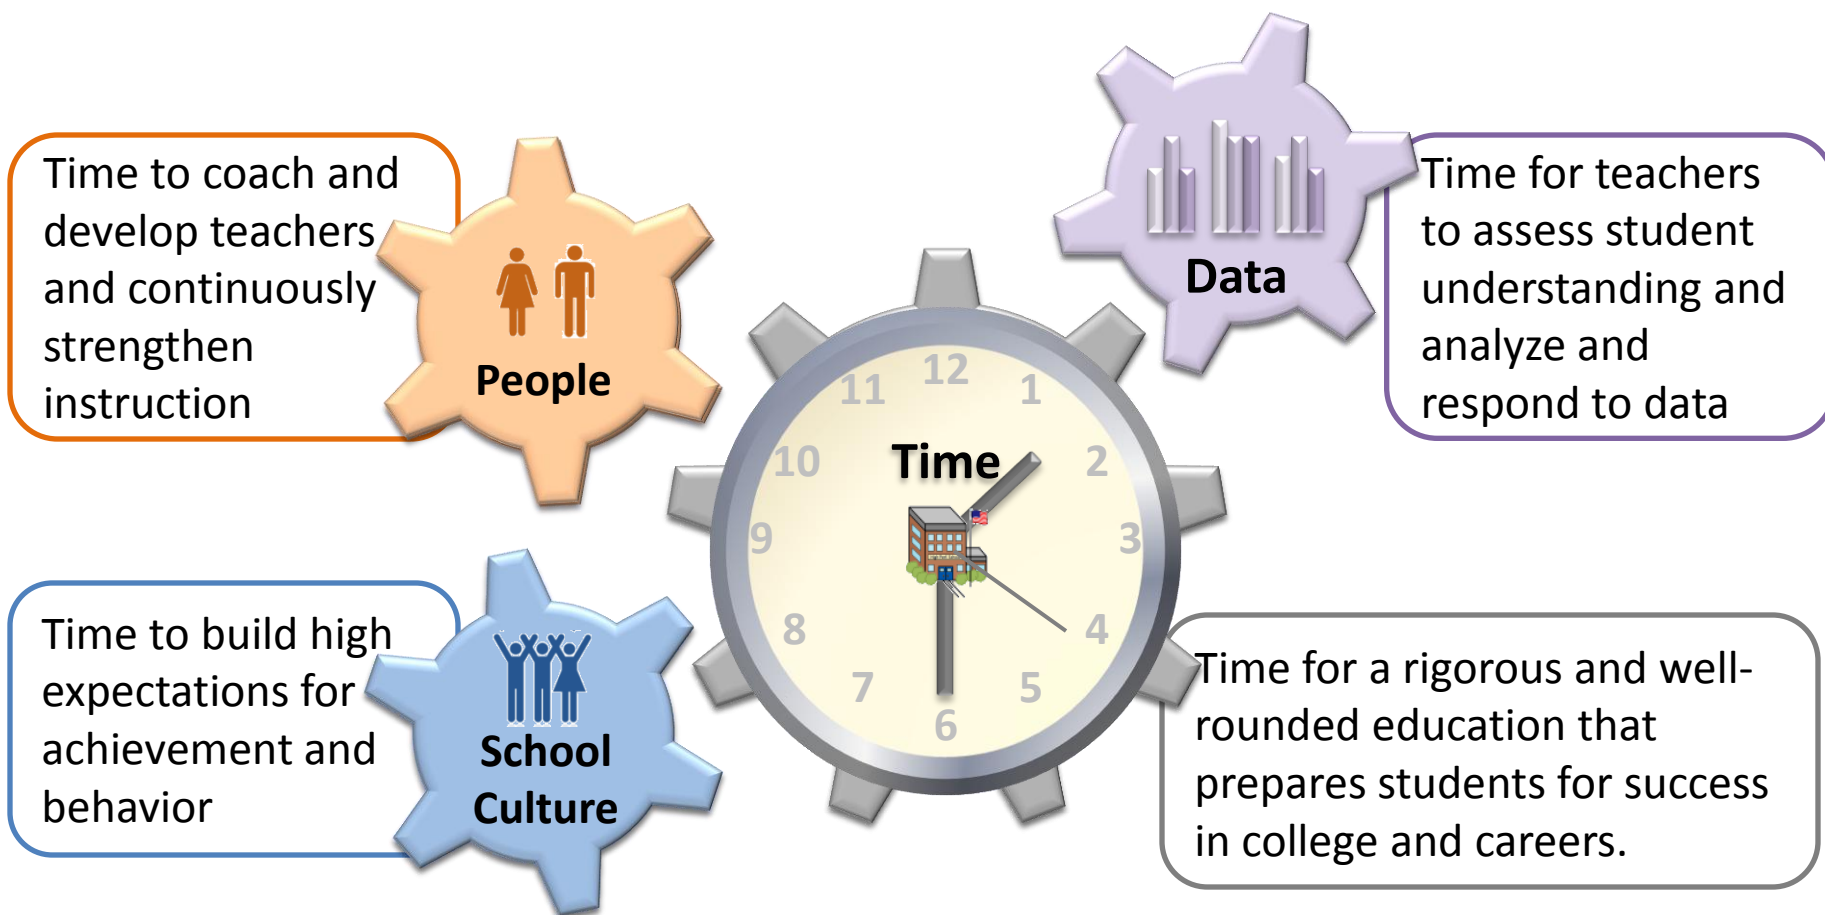 Time to coach and
develop teachers
and continuously
strengthen
instruction
People
Data
Time for teachers
to assess student
understanding and
analyze and
respond to data
Time
12
1
2
3
4
5
6
7
8
9
10
11
Time to build high
expectations for
achievement and
behavior
School
Culture
Time for a rigorous and well-
rounded education that
prepares students for success
in college and careers.